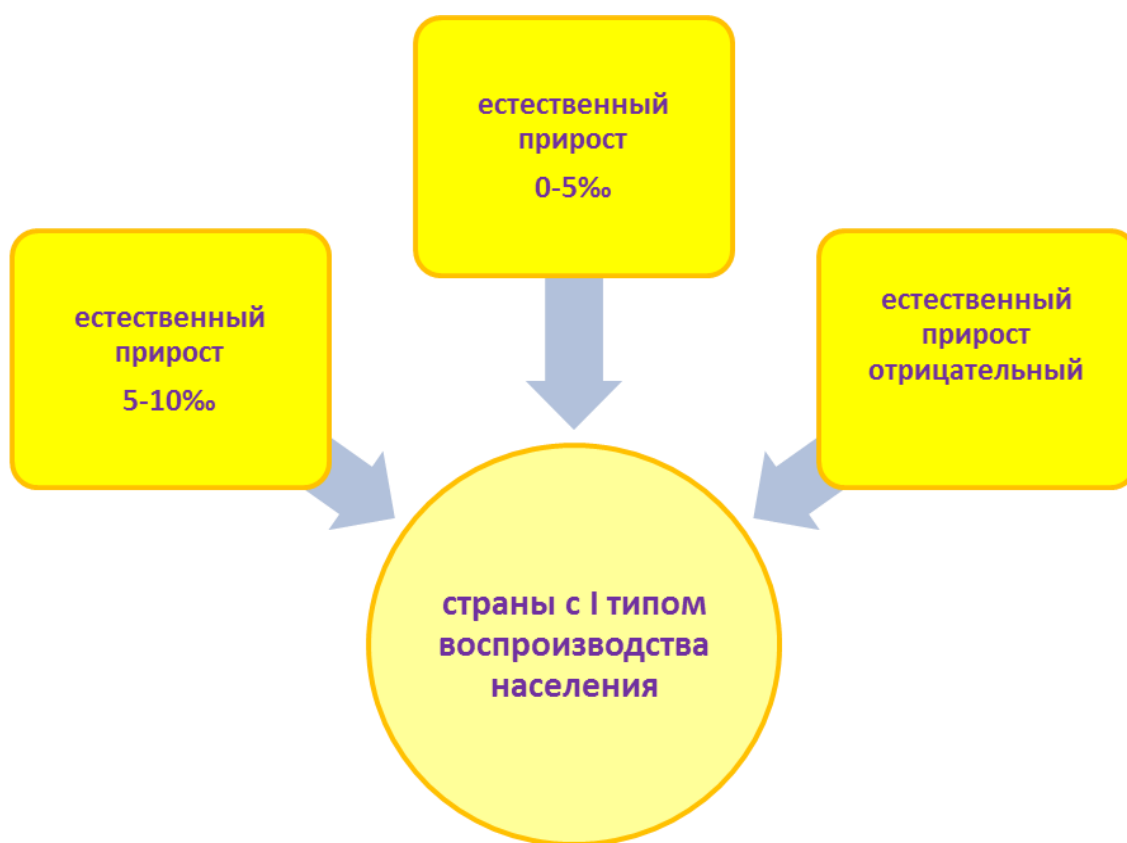 естественный
прирост
5-10‰
естественный
прирост
0-5‰
естественный
прирост
отрицательный
страны с I типом
воспроизводства
населения